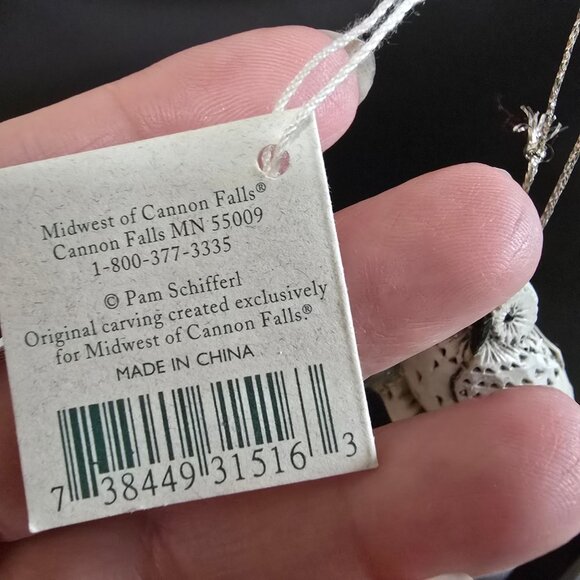 Midwest of Cannon Falls®
Cannon Falls MN 55009
1-800-377-3335
© Pam Schifferl
Original carving created exclusively
for Midwest of Cannon Falls®.
MADE IN CHINA
7 38449 31516 3